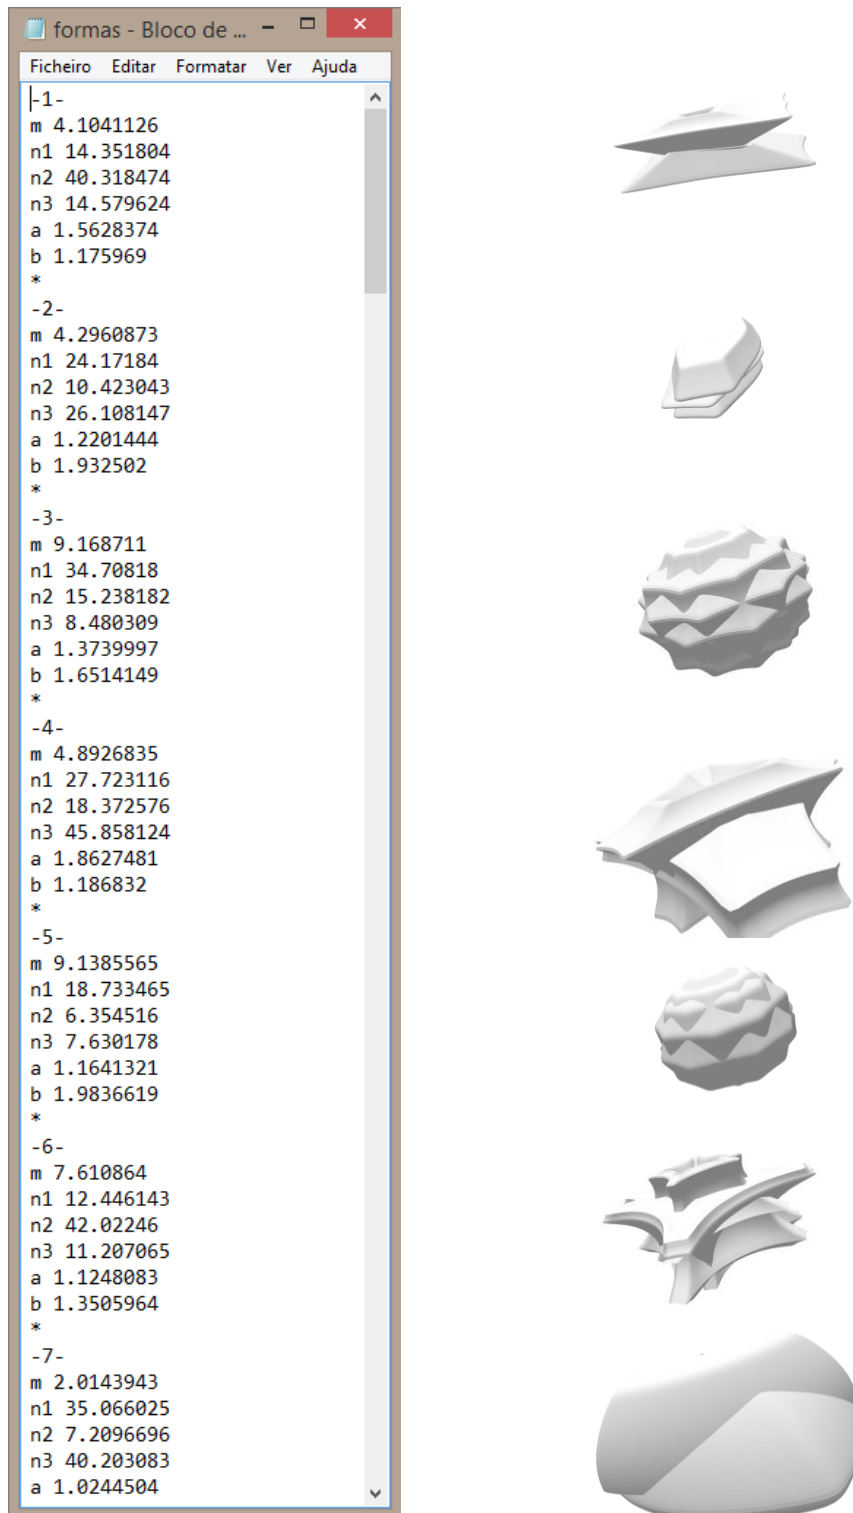 formas - Bloco de ...
Ficheiro Editar Formatar Ver Ajuda
-1-
m 4.1041126
n1 14.351804
n2 40.318474
n3 14.579624
a 1.5628374
b 1.175969
*
-2-
m 4.2960873
n1 24.17184
n2 10.423043
n3 26.108147
a 1.2201444
b 1.932502
*
-3-
m 9.168711
n1 34.70818
n2 15.238182
n3 8.480309
a 1.3739997
b 1.6514149
*
-4-
m 4.8926835
n1 27.723116
n2 18.372576
n3 45.858124
a 1.8627481
b 1.186832
*
-5-
m 9.1385565
n1 18.733465
n2 6.354516
n3 7.630178
a 1.1641321
b 1.9836619
*
-6-
m 7.610864
n1 12.446143
n2 42.02246
n3 11.207065
a 1.1248083
b 1.3505964
*
-7-
m 2.0143943
n1 35.066025
n2 7.2096696
n3 40.203083
a 1.0244504